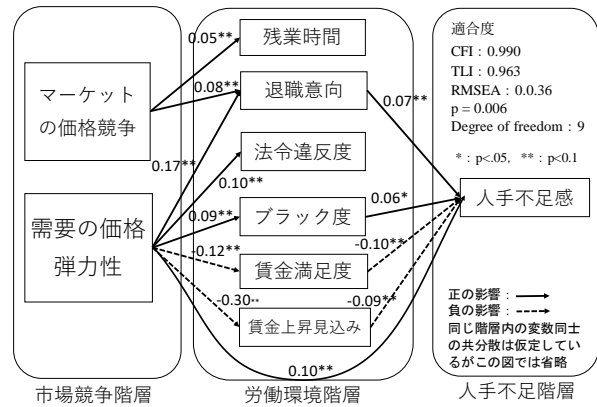 0.05**
残業時間
マーケット
の価格競争
0.08**
退職意向
0.07**
0.17**
法令違反度
0.10**
需要の価格
弾力性
0.09**
ブラック度
0.06*
人手不足感
-0.12**
賃金満足度
-0.10**
-0.30**
賃金上昇見込み
-0.09**
0.10**
適合度
CFI : 0.990
TLI : 0.963
RMSEA : 0.0.36
p = 0.006
Degree of freedom : 9
* : p<.05, ** : p<0.1
正の影響 :
負の影響 :
同じ階層内の変数同士
の共分散は仮定してい
るがこの図では省略
市場競争階層
労働環境階層
人手不足階層